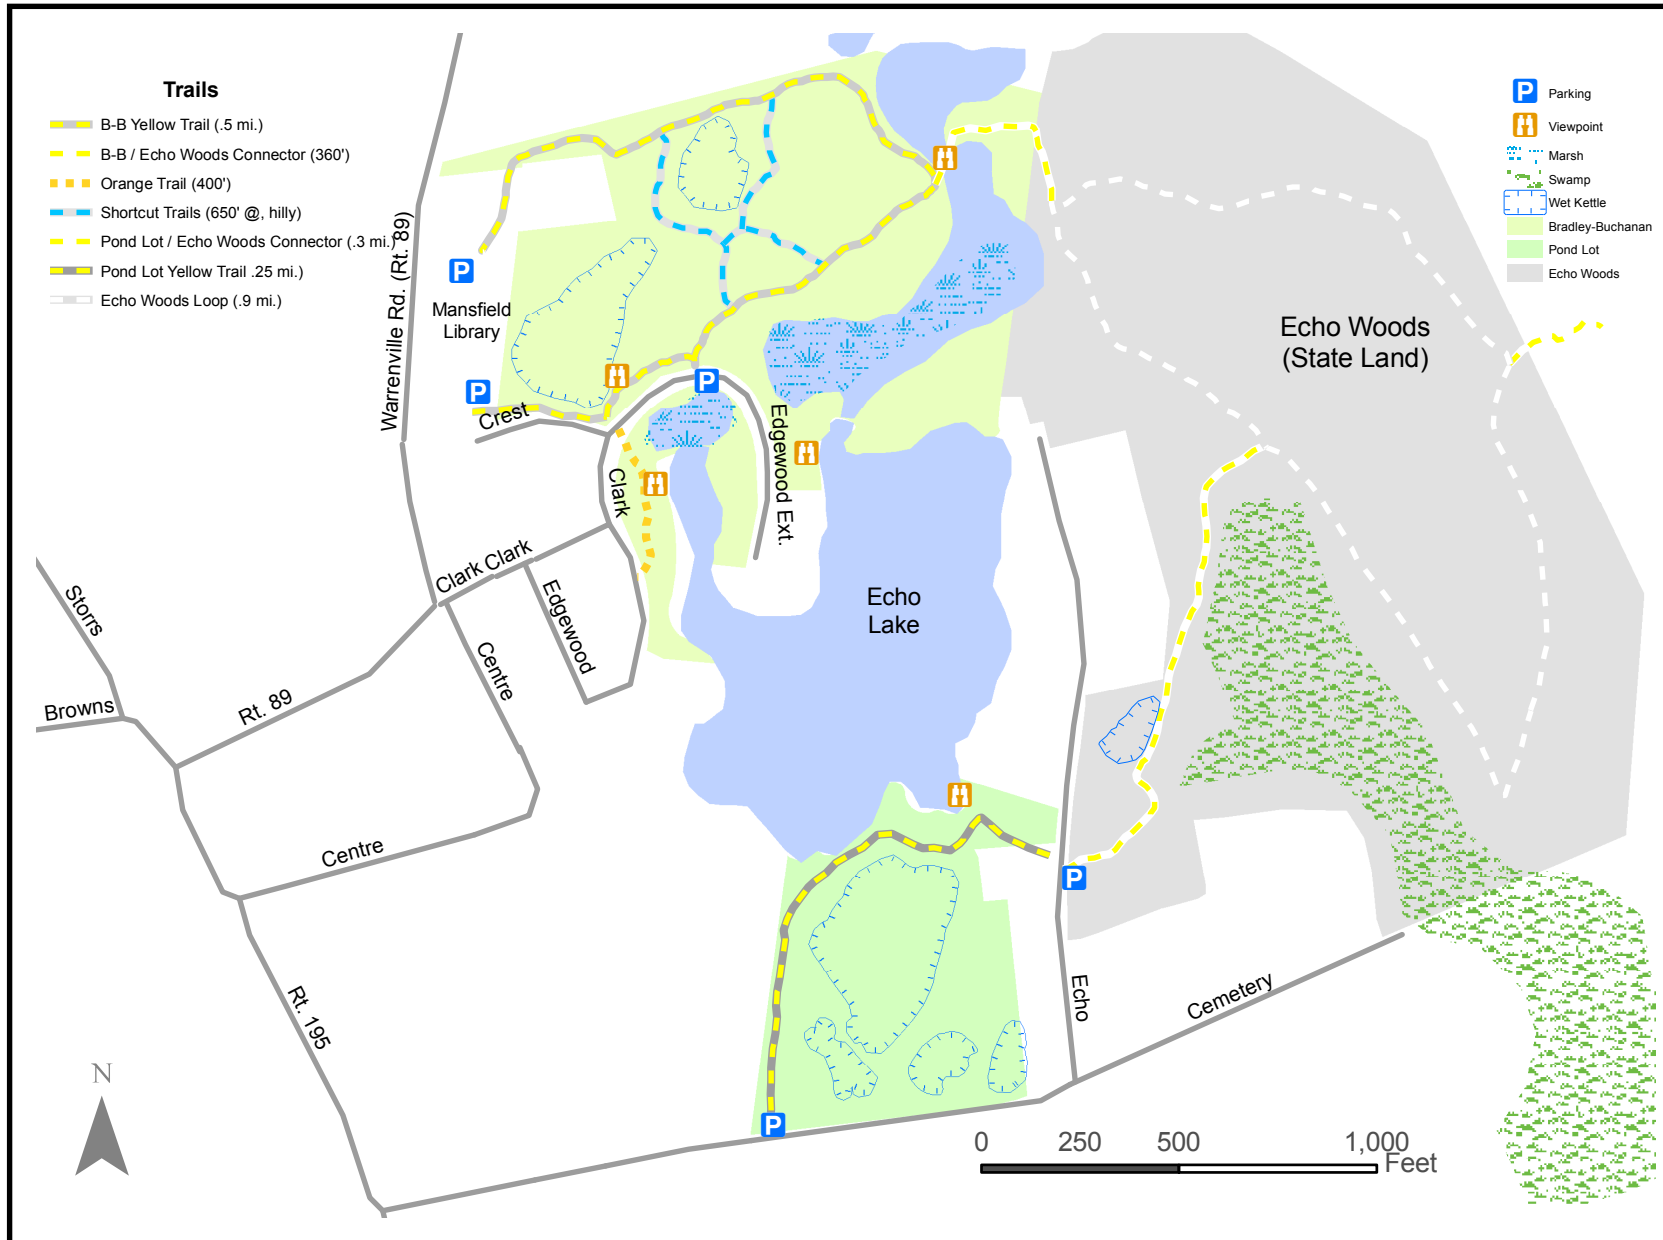 Trails
B-B Yellow Trail (.5 mi.)
B-B / Echo Woods Connector (360')
Orange Trail (400')
Shortcut Trails (650' @, hilly)
Pond Lot / Echo Woods Connector (.3 mi.)
Pond Lot Yellow Trail .25 mi.)
Echo Woods Loop (.9 mi.)
P
Parking
Viewpoint
Marsh
Swamp
Wet Kettle
Bradley-Buchanan
Pond Lot
Echo Woods
Warrenville Rd. (Rt. 89)
P
Mansfield
Library
Echo Woods
(State Land)
P
P
Crest
Edgewood Ext.
Clark
Clark Clark
Edgewood
Echo
Lake
Storrs
Centre
Browns
Rt. 89
Centre
P
Rt. 195
Echo
Cemetery
N
P
0 250 500 1,000
Feet